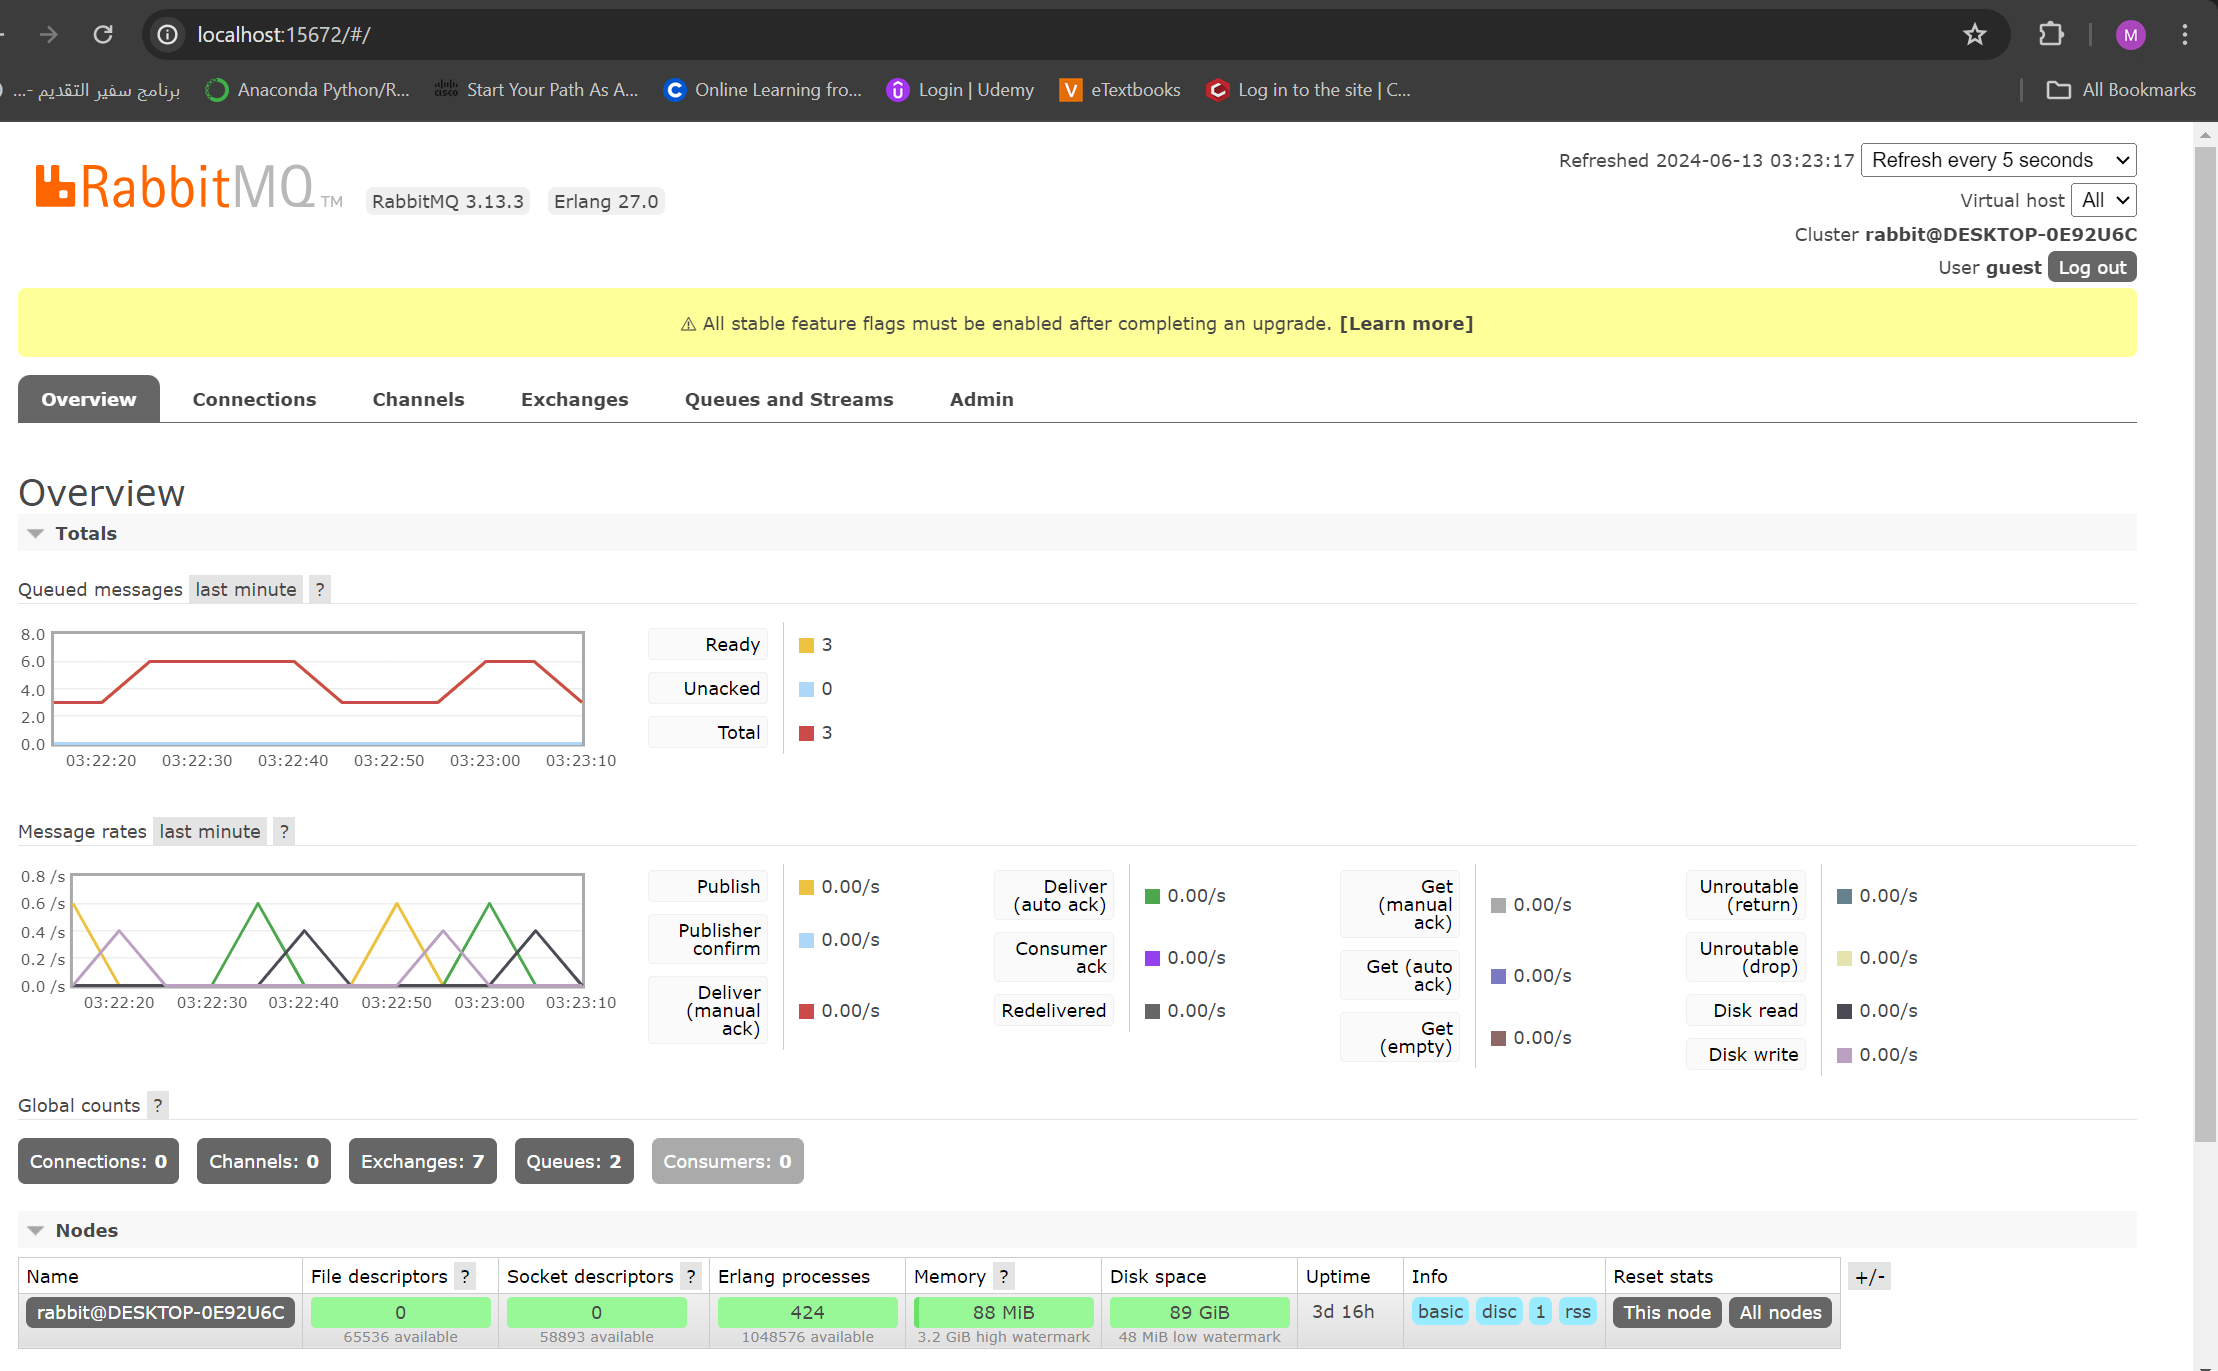 localhost:15672/#/
برنامج سفير التقديم -...
Anaconda Python/R...
Start Your Path As A...
Online Learning fro...
Login | Udemy
eTextbooks
Log in to the site | C...
All Bookmarks
M
RabbitMQ TM
RabbitMQ 3.13.3
Erlang 27.0
Refreshed 2024-06-13 03:23:17
Refresh every 5 seconds
Virtual host All
Cluster rabbit@DESKTOP-0E92U6C
User guest Log out
⚠ All stable feature flags must be enabled after completing an upgrade. [Learn more]
Overview Connections Channels Exchanges Queues and Streams Admin
Overview
Totals
Queued messages last minute ?
8.0
6.0
4.0
2.0
0.0
03:22:20 03:22:30 03:22:40 03:22:50 03:23:00 03:23:10
Ready 3
Unacked 0
Total 3
Message rates last minute ?
0.8 /s
0.6 /s
0.4 /s
0.2 /s
0.0 /s
03:22:20 03:22:30 03:22:40 03:22:50 03:23:00 03:23:10
Publish 0.00/s
Publisher
confirm 0.00/s
Deliver
(manual
ack) 0.00/s
Deliver
(auto ack) 0.00/s
Consumer
ack 0.00/s
Redelivered 0.00/s
Get
(manual
ack) 0.00/s
Get (auto
ack) 0.00/s
Get
(empty) 0.00/s
Unroutable
(return) 0.00/s
Unroutable
(drop) 0.00/s
Disk read 0.00/s
Disk write 0.00/s
Global counts ?
Connections: 0 Channels: 0 Exchanges: 7 Queues: 2 Consumers: 0
Nodes
Name File descriptors ? Socket descriptors ? Erlang processes Memory ? Disk space Uptime Info Reset stats +/-
rabbit@DESKTOP-0E92U6C 0 0 424 88 MiB 89 GiB 3d 16h basic disc 1 rss This node All nodes
65536 available 58893 available 1048576 available 3.2 GiB high watermark 48 MiB low watermark